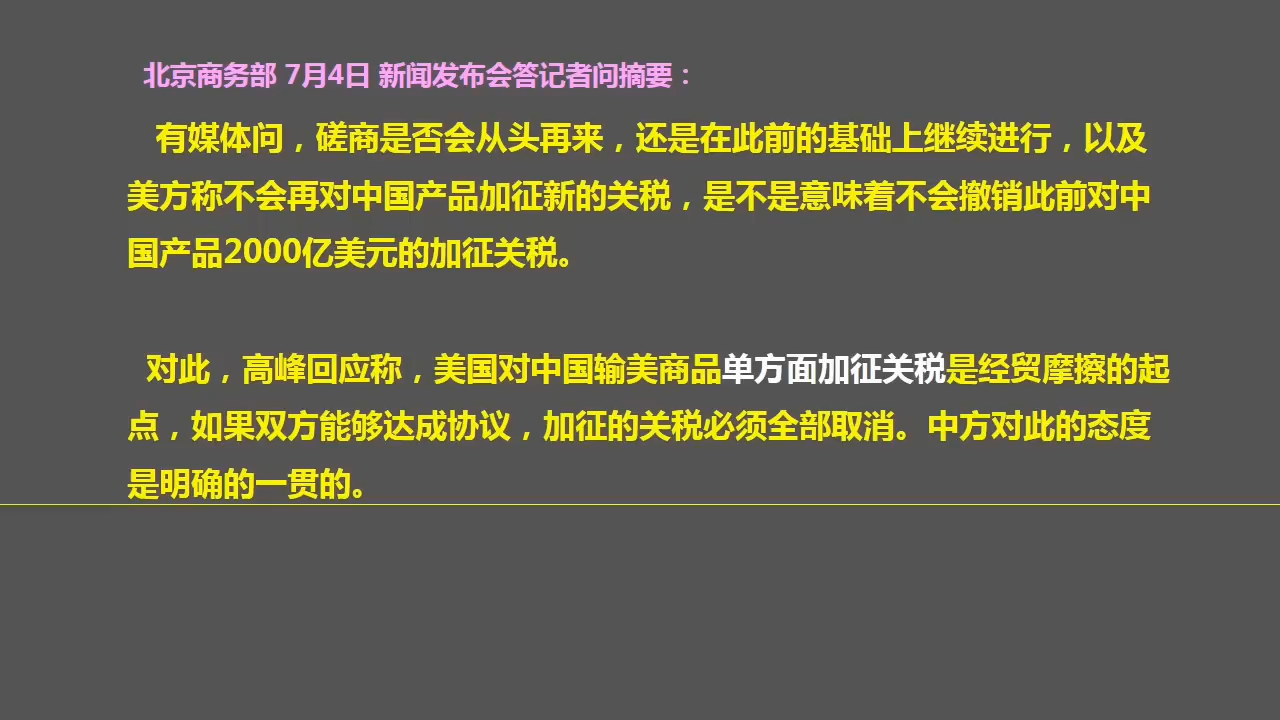 北京商务部 7月4日 新闻发布会答记者问摘要：
有媒体问，磋商是否会从头再来，还是在此前的基础上继续进行，以及
美方称不会再对中国产品加征新的关税，是不是意味着不会撤销此前对中
国产品2000亿美元的加征关税。
对此，高峰回应称，美国对中国输美商品单方面加征关税是经贸摩擦的起
点，如果双方能够达成协议，加征的关税必须全部取消。中方对此的态度
是明确的一贯的。